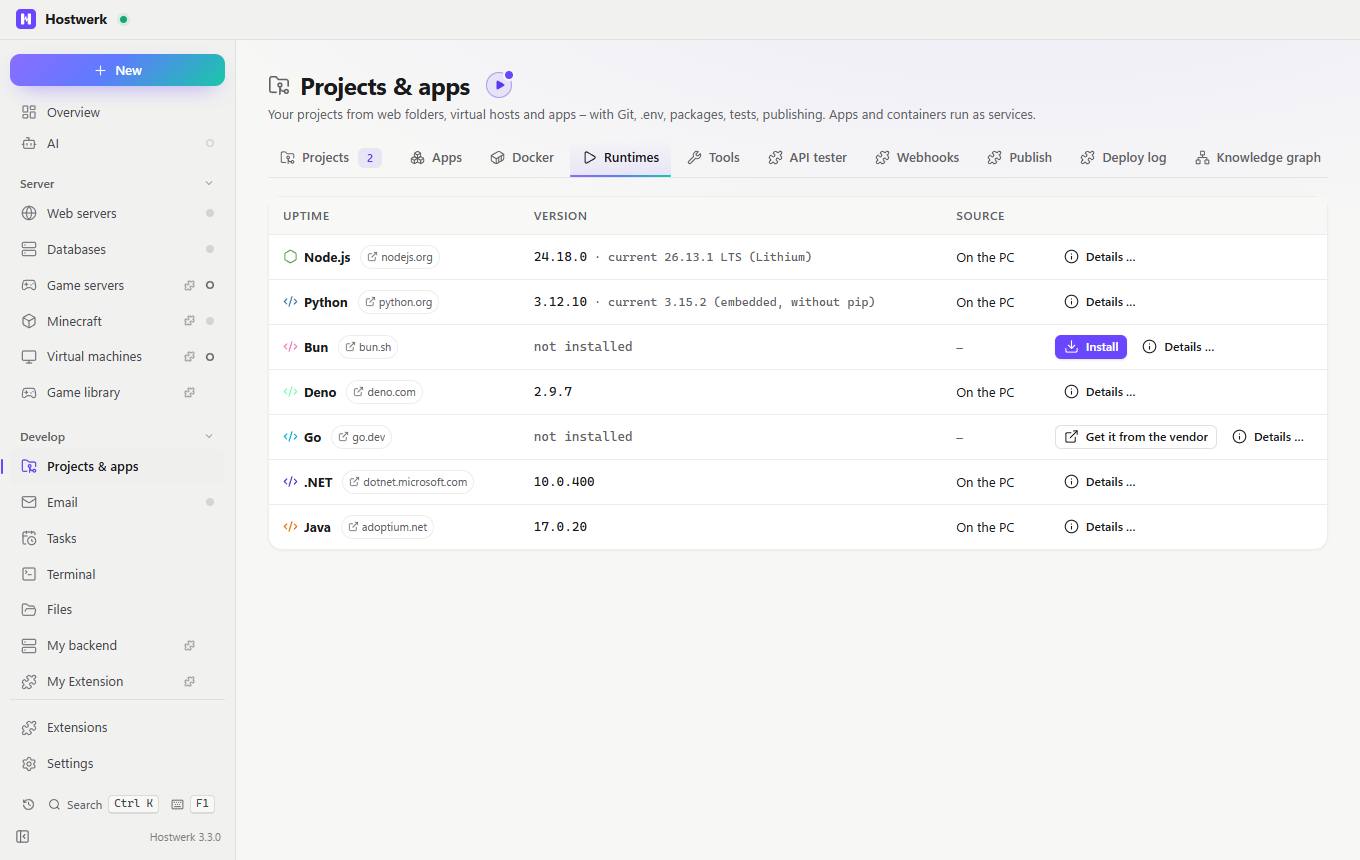 Hostwerk
New
Overview
AI
Server
Web servers
Databases
Game servers
Minecraft
Virtual machines
Game library
Develop
Projects & apps
Email
Tasks
Terminal
Files
My backend
My Extension
Extensions
Settings
Search Ctrl K F1
Hostwerk 3.3.0
Projects & apps
Your projects from web folders, virtual hosts and apps – with Git, .env, packages, tests, publishing. Apps and containers run as services.
Projects 2 Apps Docker Runtimes Tools API tester Webhooks Publish Deploy log Knowledge graph
UPTIME VERSION SOURCE
Node.js nodejs.org 24.18.0 · current 26.13.1 LTS (Lithium) On the PC Details ...
Python python.org 3.12.10 · current 3.15.2 (embedded, without pip) On the PC Details ...
Bun bun.sh not installed – Install Details ...
Deno deno.com 2.9.7 On the PC Details ...
Go go.dev not installed – Get it from the vendor Details ...
.NET dotnet.microsoft.com 10.0.400 On the PC Details ...
Java adoptium.net 17.0.20 On the PC Details ...